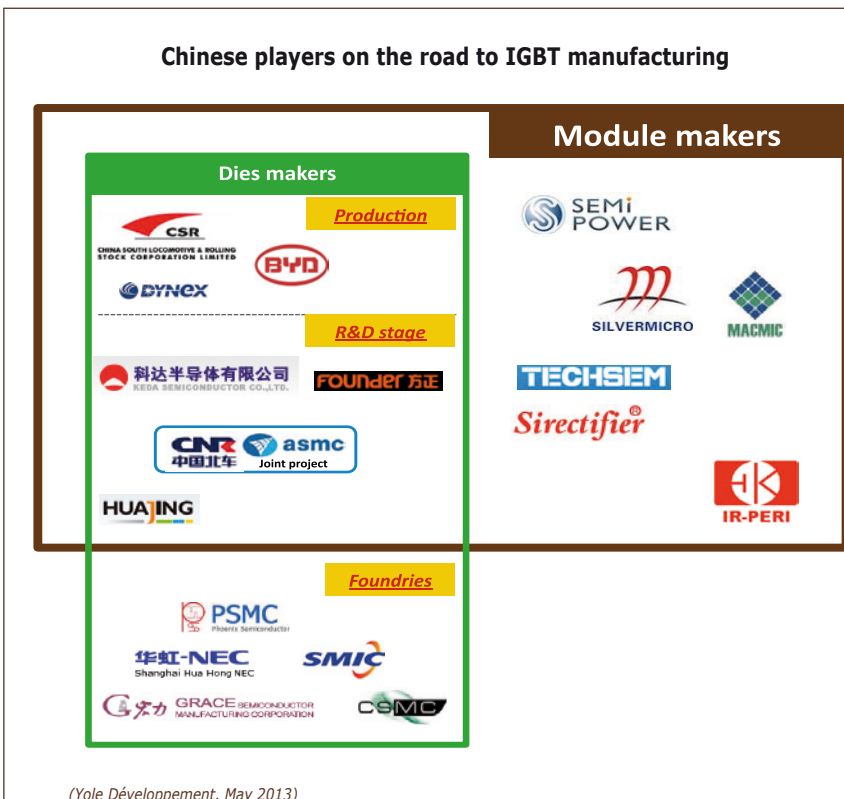 Chinese players on the road to IGBT manufacturing
Module makers
Dies makers
Production
CSR
CHINA SOUTH LOCOMOTIVE & ROLLING
STOCK CORPORATION LIMITED
BYD
DYNEX
R&D stage
科达半导体有限公司
KEDA SEMICONDUCTOR CO.,LTD.
FOUNDER 方正
CNR
中国北车
asmc
Joint project
HUAJING
Foundries
PSMC
Phoenix Semiconductor
华虹-NEC
Shanghai Hua Hong NEC
SMIC
GRACE SEMICONDUCTOR
MANUFACTURING CORPORATION
CSMC
SEMi
POWER
SILVERMICRO
MACMIC
TECHSEM
Sirectifier®
IR-PERI
(Yole Développement, May 2013)